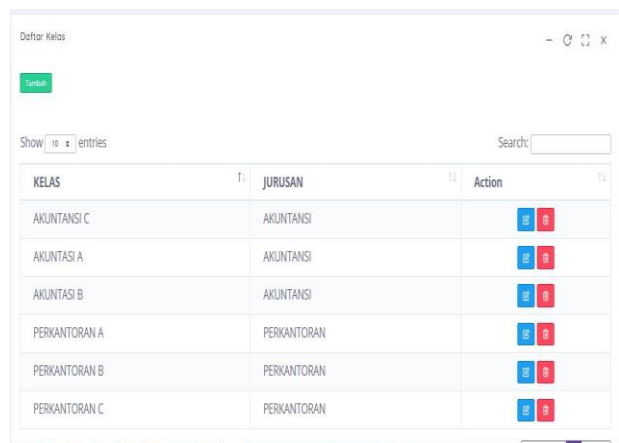 Daftar Kelas
Tambah
Show 10 entries Search:
KELAS JURUSAN Action
AKUNTANSI C AKUNTANSI
AKUNTASI A AKUNTANSI
AKUNTASI B AKUNTANSI
PERKANTORAN A PERKANTORAN
PERKANTORAN B PERKANTORAN
PERKANTORAN C PERKANTORAN